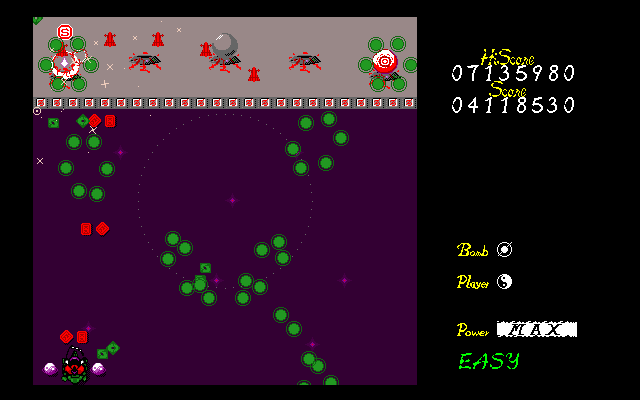 S
HiScore
07135980
Score
04118530
Bomb
Player
Power MAX
EASY